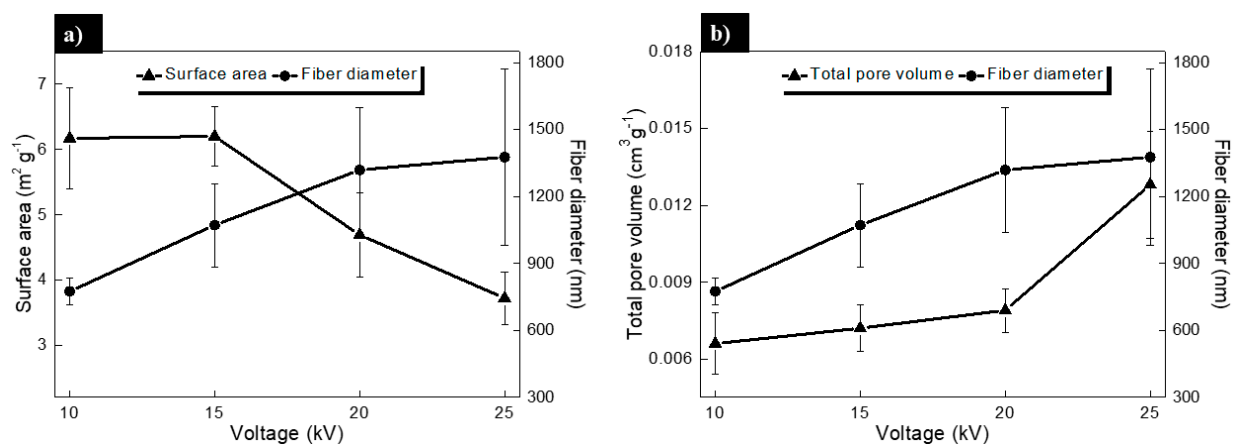 a)
Surface area
Fiber diameter
7
6
5
4
3
Surface area (m² g⁻¹)
1800
1500
1200
900
600
300
Fiber diameter (nm)
10
15
20
25
Voltage (kV)
b)
Total pore volume
Fiber diameter
0.018
0.015
0.012
0.009
0.006
Total pore volume (cm³g⁻¹)
1800
1500
1200
900
600
300
Fiber diameter (nm)
10
15
20
25
Voltage (kV)